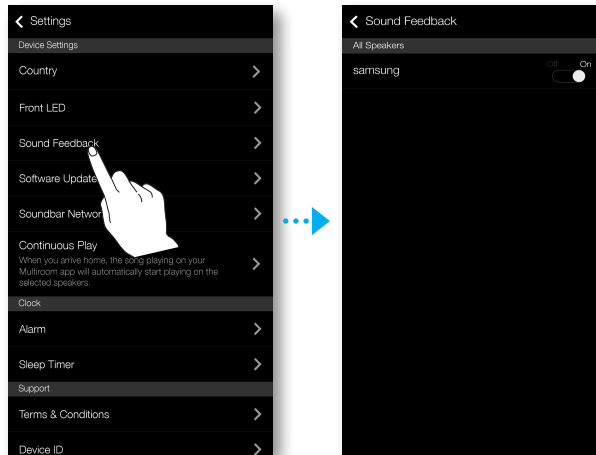 Settings
Device Settings
Country
Front LED
Sound Feedback
Software Update
Soundbar Networ
Continuous Play
When you arrive home, the song playing on your
Multiroom app will automatically start playing on the
selected speakers.
Clock
Alarm
Sleep Timer
Support
Terms & Conditions
Device ID
Sound Feedback
All Speakers
samsung
Off On